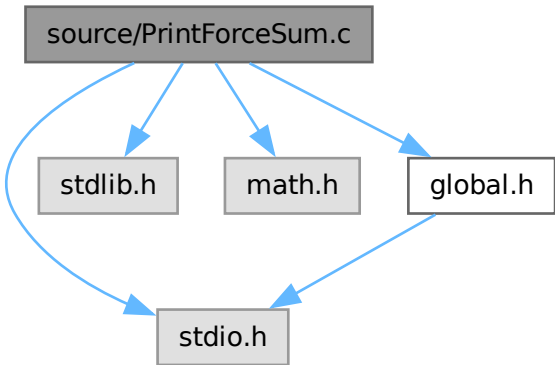 source/PrintForceSum.c
stdlib.h
math.h
global.h
stdio.h